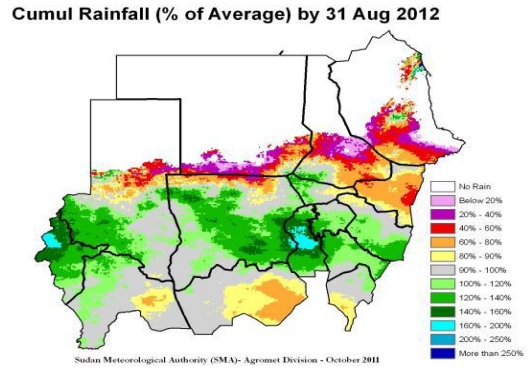 Cumul Rainfall (% of Average) by 31 Aug 2012
No Rain
Below 20%
20% - 40%
40% - 60%
60% - 80%
80% - 90%
90% - 100%
100% - 120%
120% - 140%
140% - 160%
160% - 200%
200% - 250%
More than 250%
Sudan Meteorological Authority (SMA)- Agromet Division - October 2011